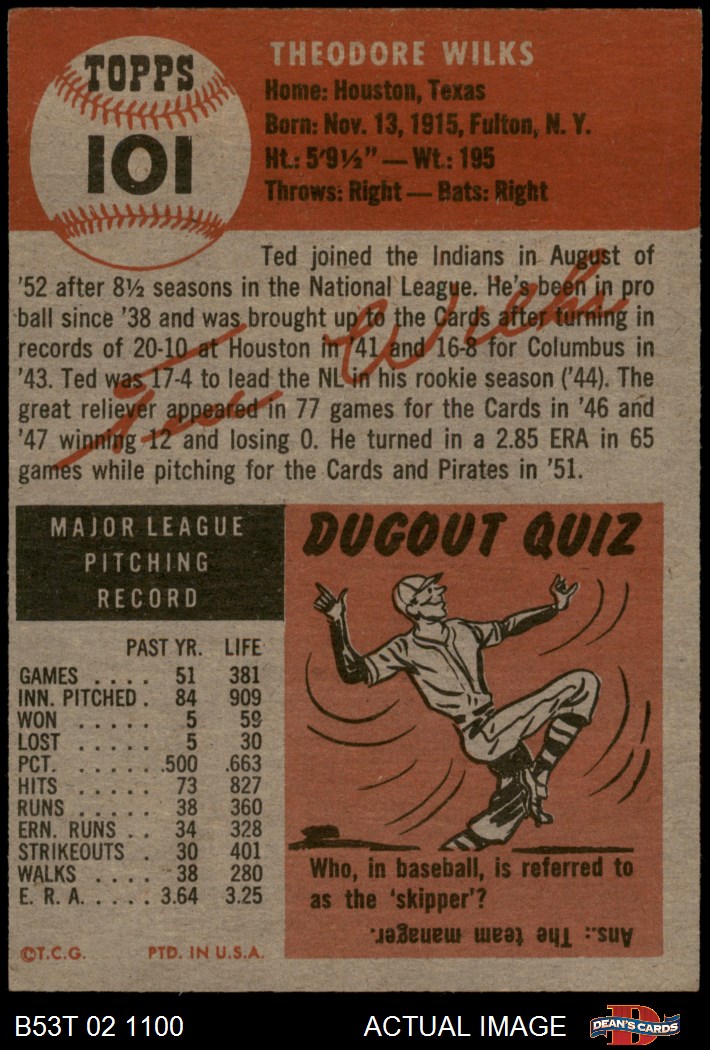 TOPPS
101
THEODORE WILKS
Home: Houston, Texas
Born: Nov. 13, 1915, Fulton, N. Y.
Ht.: 5'9½" — Wt.: 195
Throws: Right — Bats: Right
Ted joined the Indians in August of
'52 after 8½ seasons in the National League. He's been in pro
ball since '38 and was brought up to the Cards after turning in
records of 20-10 at Houston in '41 and 16-8 for Columbus in
'43. Ted was 17-4 to lead the NL in his rookie season ('44). The
great reliever appeared in 77 games for the Cards in '46 and
'47 winning 12 and losing 0. He turned in a 2.85 ERA in 65
games while pitching for the Cards and Pirates in '51.
Ted Wilks
MAJOR LEAGUE
PITCHING
RECORD
PAST YR. LIFE
GAMES .... 51 381
INN. PITCHED . 84 909
WON ..... 5 59
LOST ..... 5 30
PCT. ..... .500 .663
HITS ..... 73 827
RUNS ..... 38 360
ERN. RUNS .. 34 328
STRIKEOUTS . 30 401
WALKS .... 38 280
E. R. A. .... 3.64 3.25
©T.C.G. PTD. IN U.S.A.
DUGOUT QUIZ
Who, in baseball, is referred to
as the 'skipper'?
Ans.: The team manager.
B53T 02 1100 ACTUAL IMAGE
D
DEAN'S CARDS